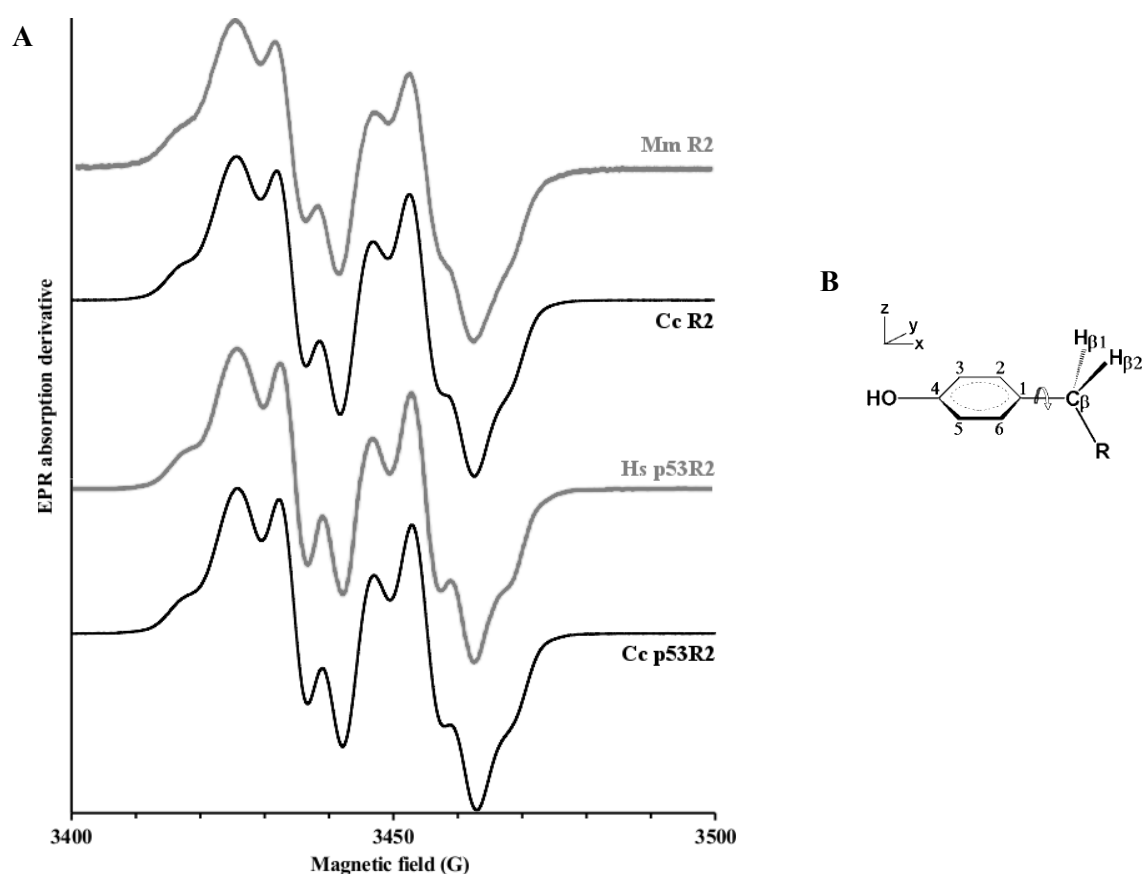 A
Mm R2
Cc R2
Hs p53R2
Cc p53R2
EPR absorption derivative
3400
3450
3500
Magnetic field (G)
B
z
y
x
Hβ1
Hβ2
3
2
HO
4
1
Cβ
5
6
R